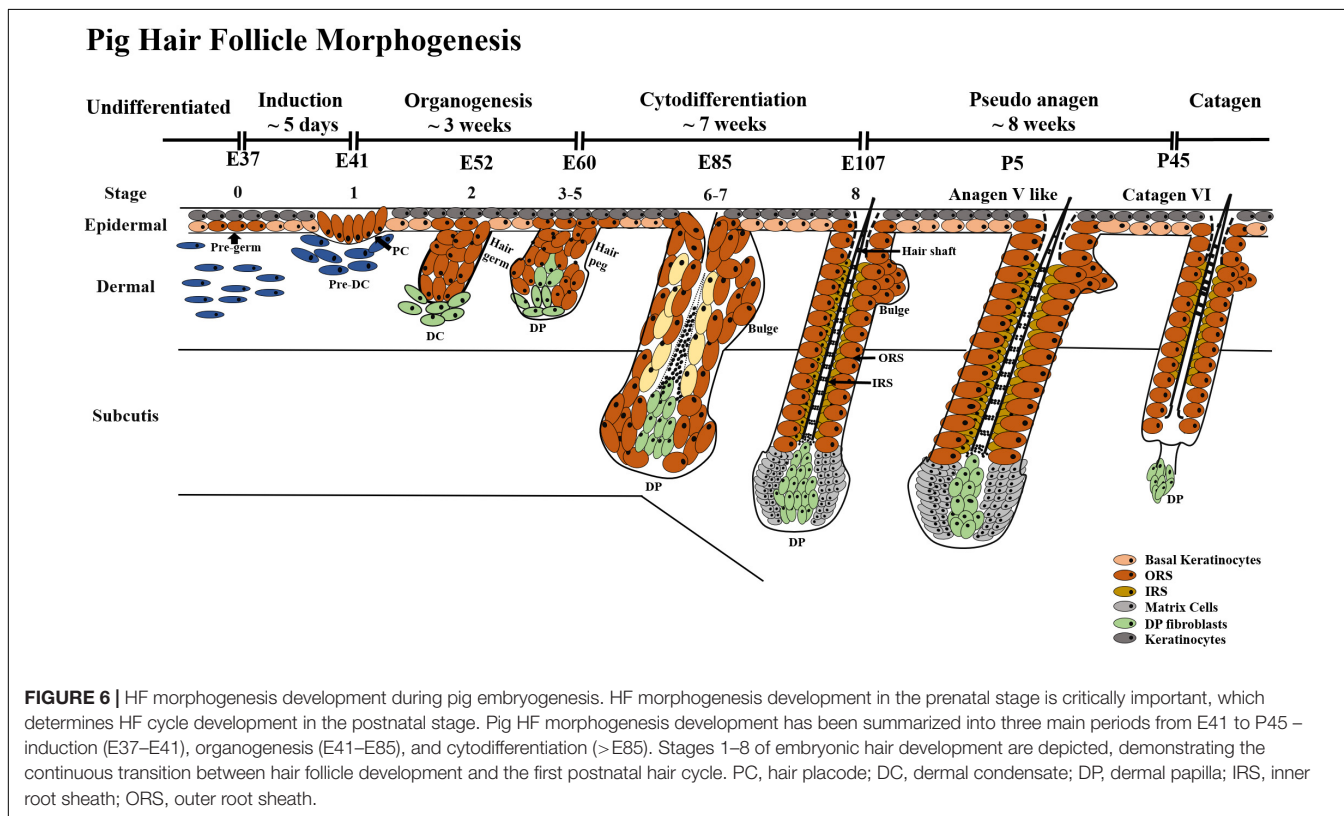 Pig Hair Follicle Morphogenesis
Undifferentiated
Induction
~ 5 days
Organogenesis
~ 3 weeks
Cytodifferentiation
~ 7 weeks
Pseudo anagen
~ 8 weeks
Catagen
E37 E41 E52 E60 E85 E107 P5 P45
Stage 0 1 2 3-5 6-7 8 Anagen V like Catagen VI
Epidermal
Pre-germ
PC
Hair germ
Hair peg
Hair shaft
Dermal
Pre-DC
DC
DP
Bulge
Bulge
ORS
IRS
Subcutis
DP
DP
DP
Basal Keratinocytes
ORS
IRS
Matrix Cells
DP fibroblasts
Keratinocytes
FIGURE 6 | HF morphogenesis development during pig embryogenesis. HF morphogenesis development in the prenatal stage is critically important, which
determines HF cycle development in the postnatal stage. Pig HF morphogenesis development has been summarized into three main periods from E41 to P45 –
induction (E37–E41), organogenesis (E41–E85), and cytodifferentiation (>E85). Stages 1–8 of embryonic hair development are depicted, demonstrating the
continuous transition between hair follicle development and the first postnatal hair cycle. PC, hair placode; DC, dermal condensate; DP, dermal papilla; IRS, inner
root sheath; ORS, outer root sheath.